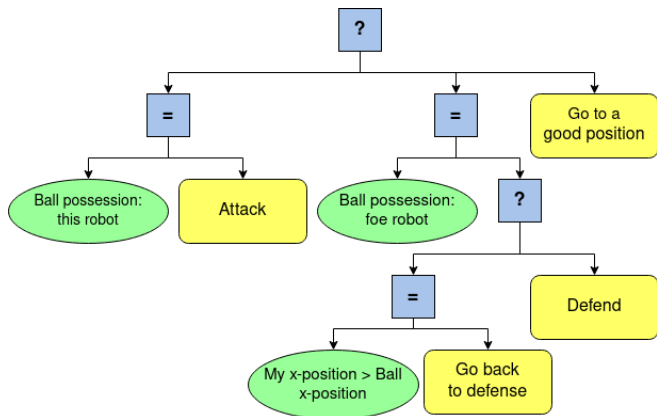 ?
=
=
Go to a
good position
Ball possession:
this robot
Attack
Ball possession:
foe robot
?
=
Defend
My x-position > Ball
x-position
Go back
to defense